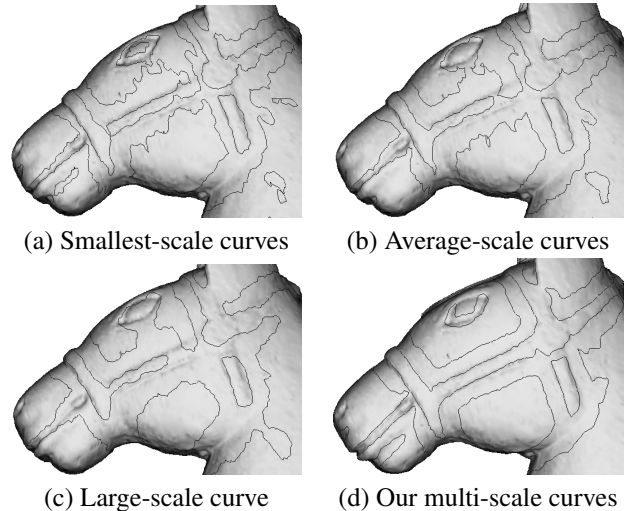 (a) Smallest-scale curves
(b) Average-scale curves
(c) Large-scale curve
(d) Our multi-scale curves